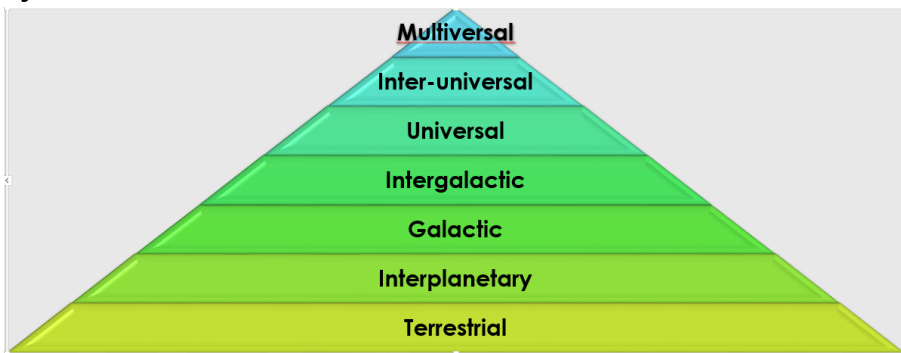 Multiversal
Inter-universal
Universal
Intergalactic
Galactic
Interplanetary
Terrestrial